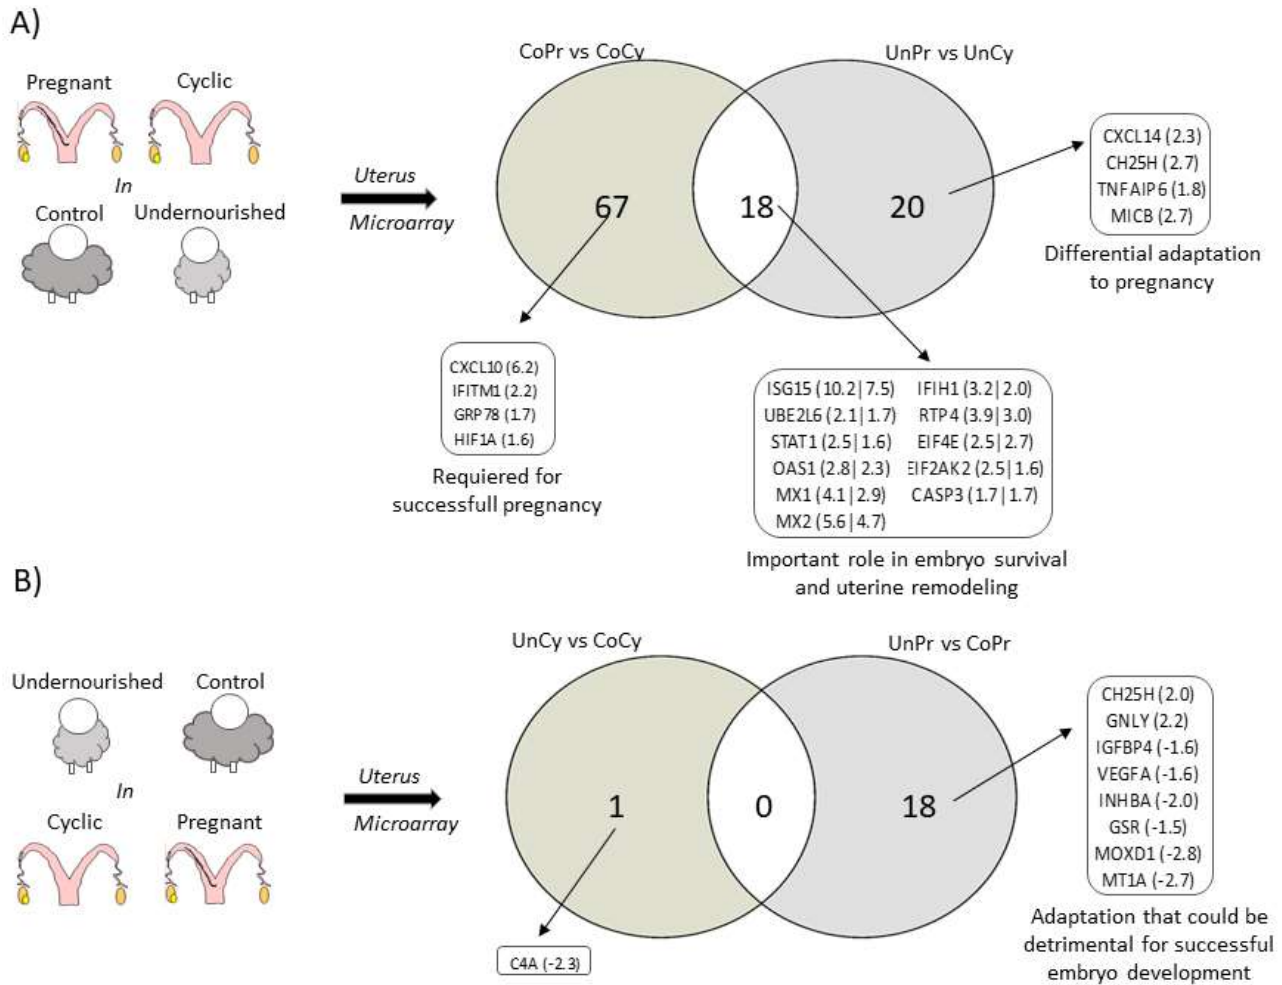 A)
Pregnant
Cyclic
In
Control
Undernourished
Uterus
Microarray
CoPr vs CoCy
UnPr vs UnCy
67
18
20
CXCL14 (2.3)
CH25H (2.7)
TNFAIP6 (1.8)
MICB (2.7)
Differential adaptation
to pregnancy
CXCL10 (6.2)
IFITM1 (2.2)
GRP78 (1.7)
HIF1A (1.6)
Requiered for
successfull pregnancy
ISG15 (10.2|7.5) IFIH1 (3.2|2.0)
UBE2L6 (2.1|1.7) RTP4 (3.9|3.0)
STAT1 (2.5|1.6) EIF4E (2.5|2.7)
OAS1 (2.8|2.3) EIF2AK2 (2.5|1.6)
MX1 (4.1|2.9) CASP3 (1.7|1.7)
MX2 (5.6|4.7)
Important role in embryo survival
and uterine remodeling
B)
Undernourished
Control
In
Cyclic
Pregnant
Uterus
Microarray
UnCy vs CoCy
UnPr vs CoPr
1
0
18
C4A (-2.3)
CH25H (2.0)
GNLY (2.2)
IGFBP4 (-1.6)
VEGFA (-1.6)
INHBA (-2.0)
GSR (-1.5)
MOXD1 (-2.8)
MT1A (-2.7)
Adaptation that could be
detrimental for successful
embryo development